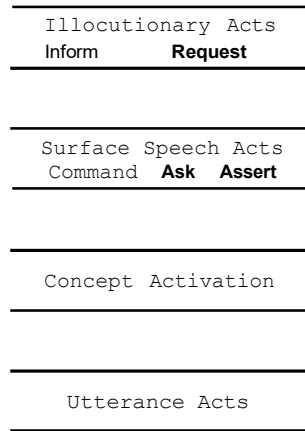 Illocutionary Acts
Inform Request
Surface Speech Acts
Command Ask Assert
Concept Activation
Utterance Acts